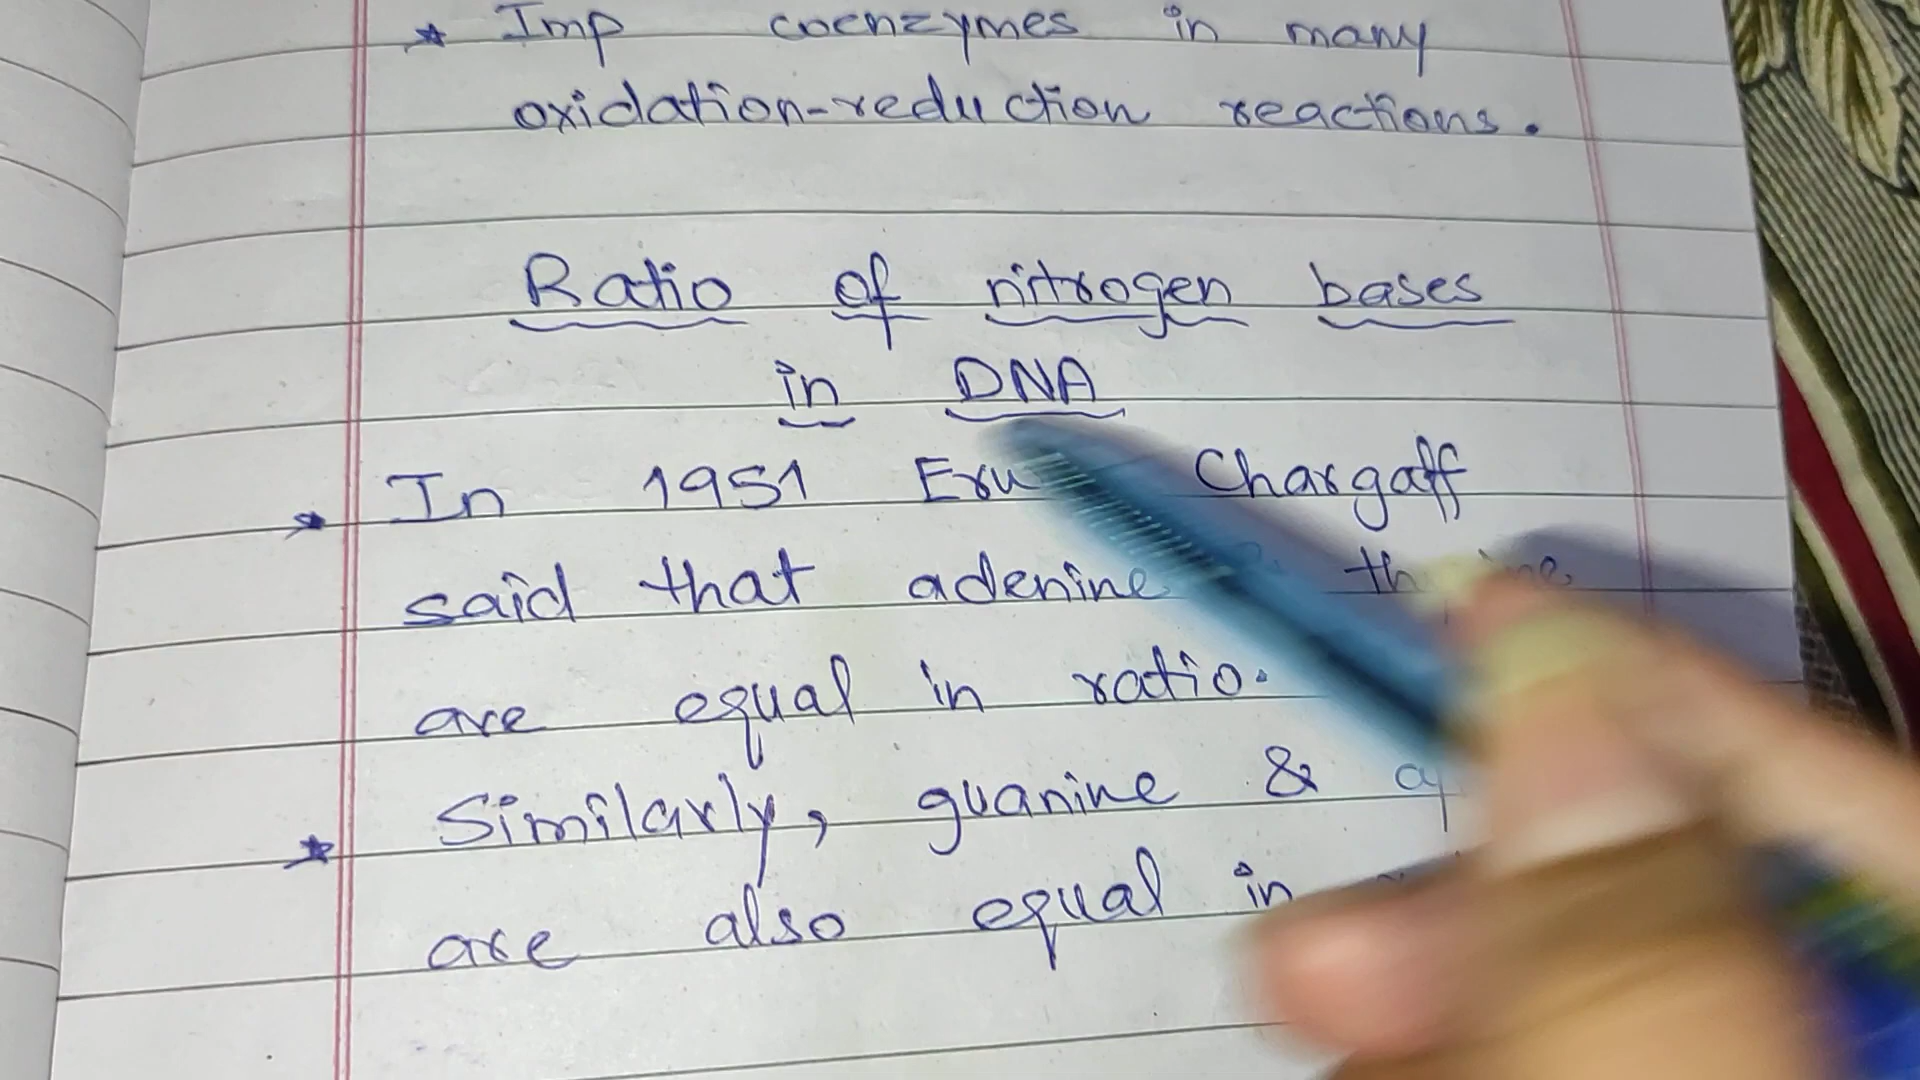 * Imp coenzymes in many
oxidation-reduction reactions.
Ratio of nitrogen bases
in DNA
* In 1951 Chargaff
said that adenine
are equal in ratio.
* Similarly, guanine &
are also equal in